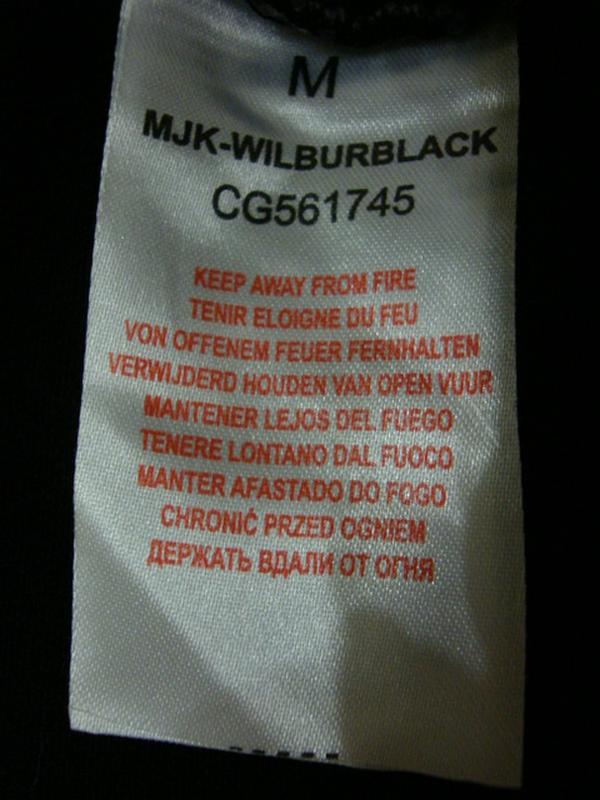 M
MJK-WILBURBLACK
CG561745
KEEP AWAY FROM FIRE
TENIR ELOIGNE DU FEU
VON OFFENEM FEUER FERNHALTEN
VERWIJDERD HOUDEN VAN OPEN VUUR
MANTENER LEJOS DEL FUEGO
TENERE LONTANO DAL FUOCO
MANTER AFASTADO DO FOGO
CHRONIĆ PRZED OGNIEM
ДЕРЖАТЬ ВДАЛИ ОТ ОГНЯ